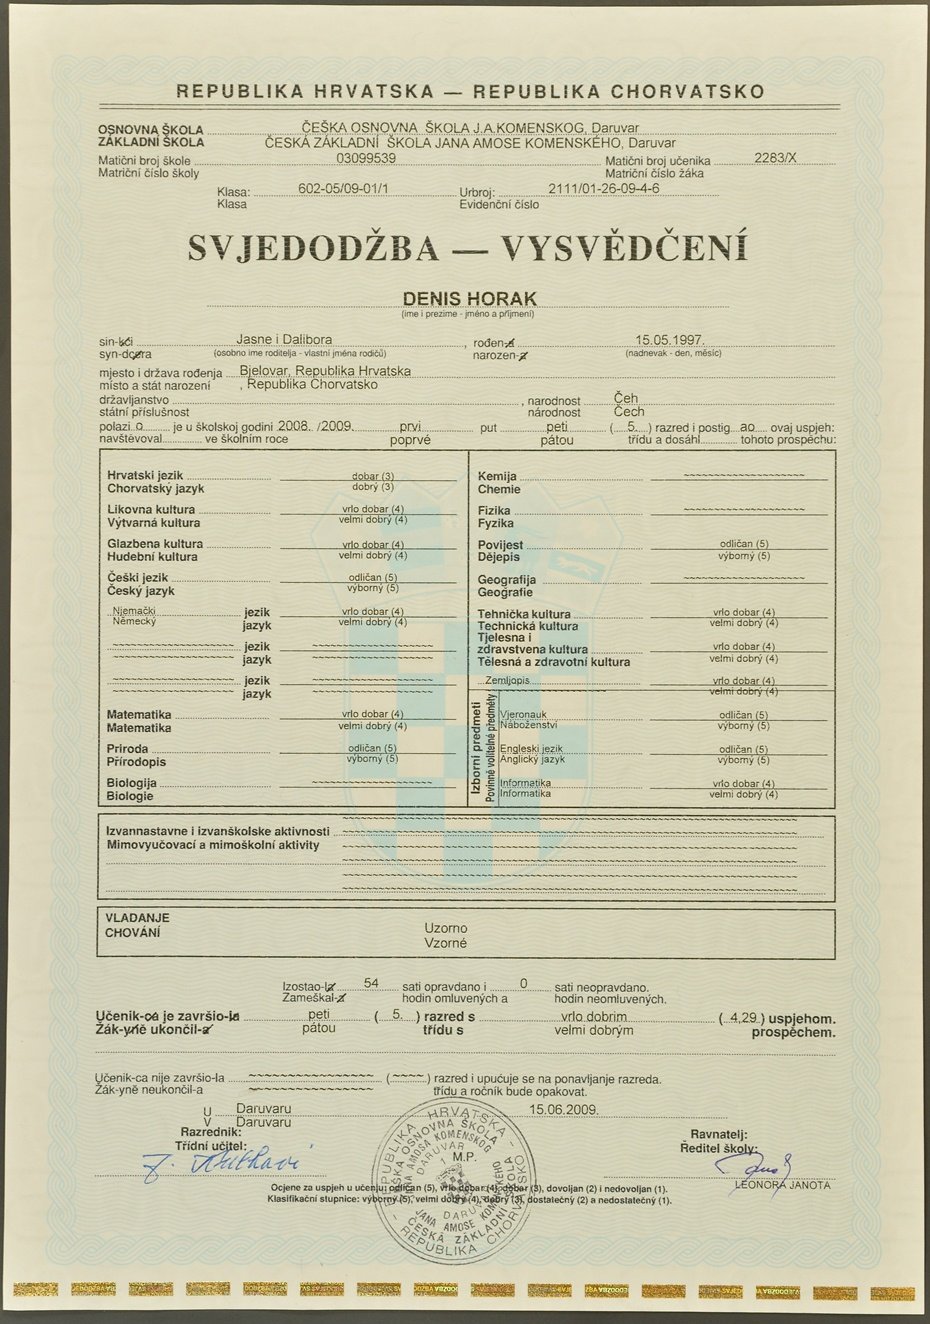 REPUBLIKA HRVATSKA — REPUBLIKA CHORVATSKO
OSNOVNA ŠKOLA ČEŠKA OSNOVNA ŠKOLA J.A.KOMENSKOG, Daruvar
ZÁKLADNÍ ŠKOLA ČESKÁ ZÁKLADNÍ ŠKOLA JANA AMOSE KOMENSKÉHO, Daruvar
Matični broj škole 03099539 Matični broj učenika 2283/X
Matriční číslo školy Matriční číslo žáka
Klasa: 602-05/09-01/1 Urbroj: 2111/01-26-09-4-6
Klasa Evidenční číslo
SVJEDODŽBA — VYSVĚDČENÍ
DENIS HORAK
(ime i prezime - jméno a příjmení)
sin-kći Jasne i Dalibora , rođen-a 15.05.1997.
syn-dcera (osobno ime roditelja - vlastní jména rodičů) narozen-a (nadnevak - den, měsíc)
mjesto i država rođenja Bjelovar, Republika Hrvatska
místo a stát narození , Republika Chorvatsko
državljanstvo , narodnost Čeh
státní příslušnost národnost Čech
polazi o je u školskoj godini 2008. /2009. prvi put peti ( 5. ) razred i postig ao ovaj uspjeh:
navštěvoval ve školním roce poprvé pátou třídu a dosáhl tohoto prospěchu:
Hrvatski jezik dobar (3)
Chorvatský jazyk dobrý (3)
Likovna kultura vrlo dobar (4)
Výtvarná kultura velmi dobrý (4)
Glazbena kultura vrlo dobar (4)
Hudební kultura velmi dobrý (4)
Češki jezik odličan (5)
Český jazyk výborný (5)
Njemački jezik vrlo dobar (4)
Německý jazyk velmi dobrý (4)
jezik
jazyk
jezik
jazyk
Matematika vrlo dobar (4)
Matematika velmi dobrý (4)
Priroda odličan (5)
Přírodopis výborný (5)
Biologija
Biologie
Kemija
Chemie
Fizika
Fyzika
Povijest odličan (5)
Dějepis výborný (5)
Geografija
Geografie
Tehnička kultura vrlo dobar (4)
Technická kultura velmi dobrý (4)
Tjelesna i
zdravstvena kultura vrlo dobar (4)
Tělesná a zdravotní kultura velmi dobrý (4)
Zemljopis vrlo dobar (4)
velmi dobrý (4)
Izborni predmeti
Povinně volitelné předměty
Vjeronauk odličan (5)
Náboženství výborný (5)
Engleski jezik odličan (5)
Anglický jazyk výborný (5)
Informatika vrlo dobar (4)
Informatika velmi dobrý (4)
Izvannastavne i izvanškolske aktivnosti
Mimovyučovací a mimoškolní aktivity
VLADANJE Uzorno
CHOVÁNÍ Vzorné
Izostao-la 54 sati opravdano i 0 sati neopravdano.
Zameškal-a hodin omluvených a hodin neomluvených.
Učenik-ca je završio-la peti ( 5. ) razred s vrlo dobrim ( 4,29 ) uspjehom.
Žák-yně ukončil-a pátou třídu s velmi dobrým prospěchem.
Učenik-ca nije završio-la ( ) razred i upućuje se na ponavljanje razreda.
Žák-yně neukončil-a třídu a ročník bude opakovat.
U Daruvaru 15.06.2009.
V Daruvaru
Razrednik: Ravnatelj:
Třídní učitel: Ředitel školy:
M.P.
LEONORA JANOTA
Ocjene za uspjeh u učenju: odličan (5), vrlo dobar (4), dobar (3), dovoljan (2) i nedovoljan (1).
Klasifikační stupnice: výborný (5), velmi dobrý (4), dobrý (3), dostatečný (2) a nedostatečný (1).
REPUBLIKA HRVATSKA
ČEŠKA OSNOVNA ŠKOLA
JANA AMOSA KOMENSKOG
DARUVAR
DARUVAR
JANA AMOSE KOMENSKÉHO
ČESKÁ ZÁKLADNÍ ŠKOLA
REPUBLIKA CHORVATSKO